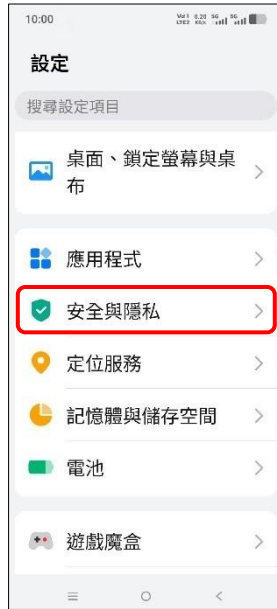 10:00
設定
搜尋設定項目
桌面、鎖定螢幕與桌
布
應用程式
安全與隱私
定位服務
記憶體與儲存空間
電池
遊戲魔盒